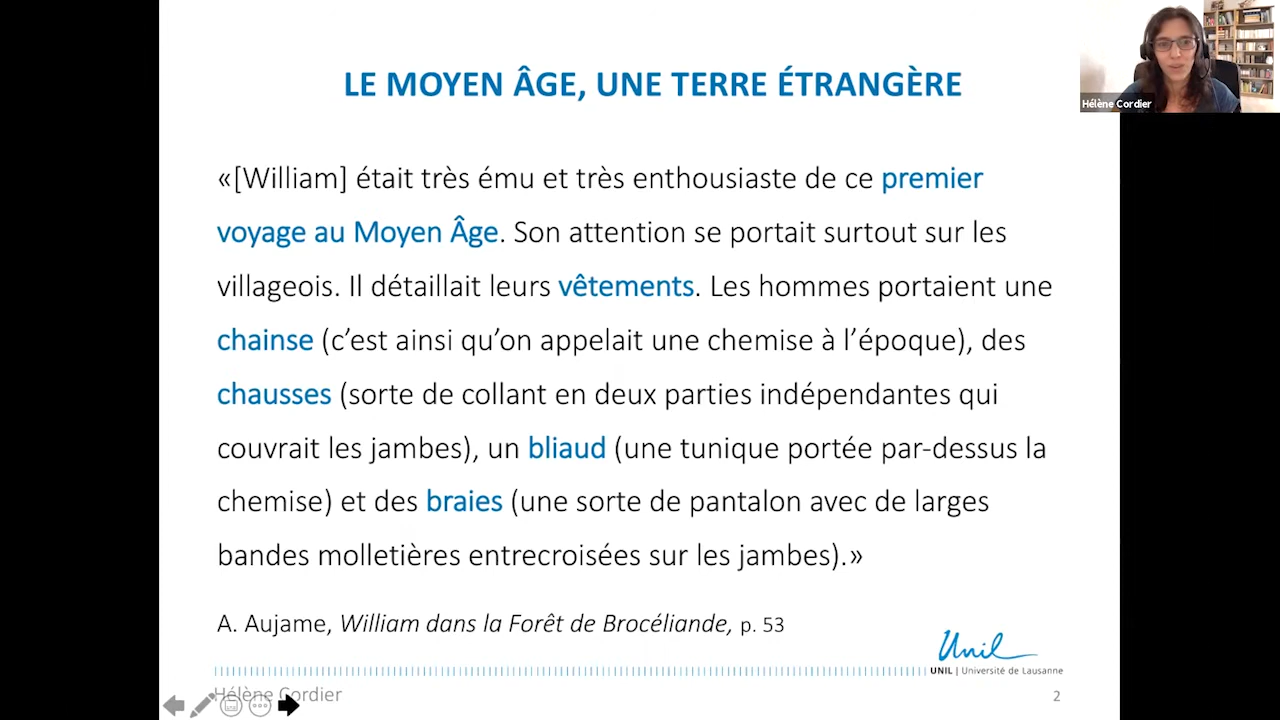 LE MOYEN ÂGE, UNE TERRE ÉTRANGÈRE
Hélène Cordier
«[William] était très ému et très enthousiaste de ce premier
voyage au Moyen Âge. Son attention se portait surtout sur les
villageois. Il détaillait leurs vêtements. Les hommes portaient une
chainse (c’est ainsi qu’on appelait une chemise à l’époque), des
chausses (sorte de collant en deux parties indépendantes qui
couvrait les jambes), un bliaud (une tunique portée par-dessus la
chemise) et des braies (une sorte de pantalon avec de larges
bandes molletières entrecroisées sur les jambes).»
A. Aujame, William dans la Forêt de Brocéliande, p. 53
Unil
UNIL | Université de Lausanne
Hélène Cordier
2